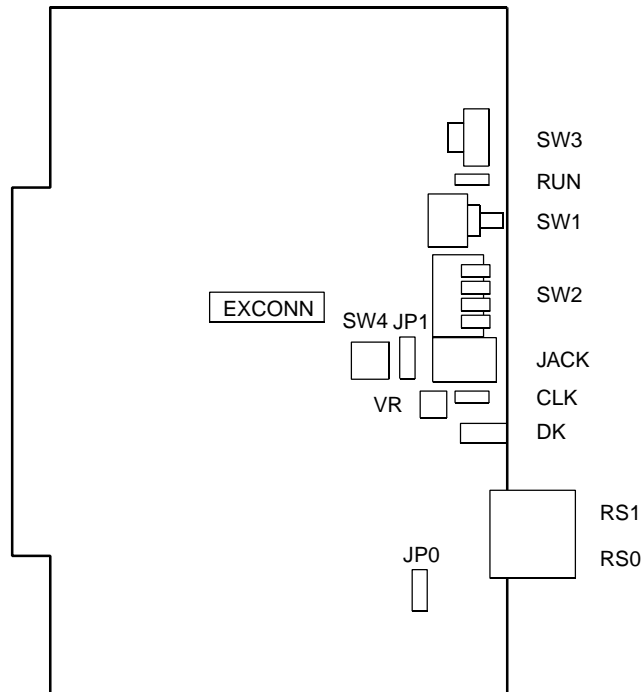 SW3
RUN
SW1
SW2
EXCONN
SW4
JP1
JACK
CLK
VR
DK
RS1
JP0
RS0